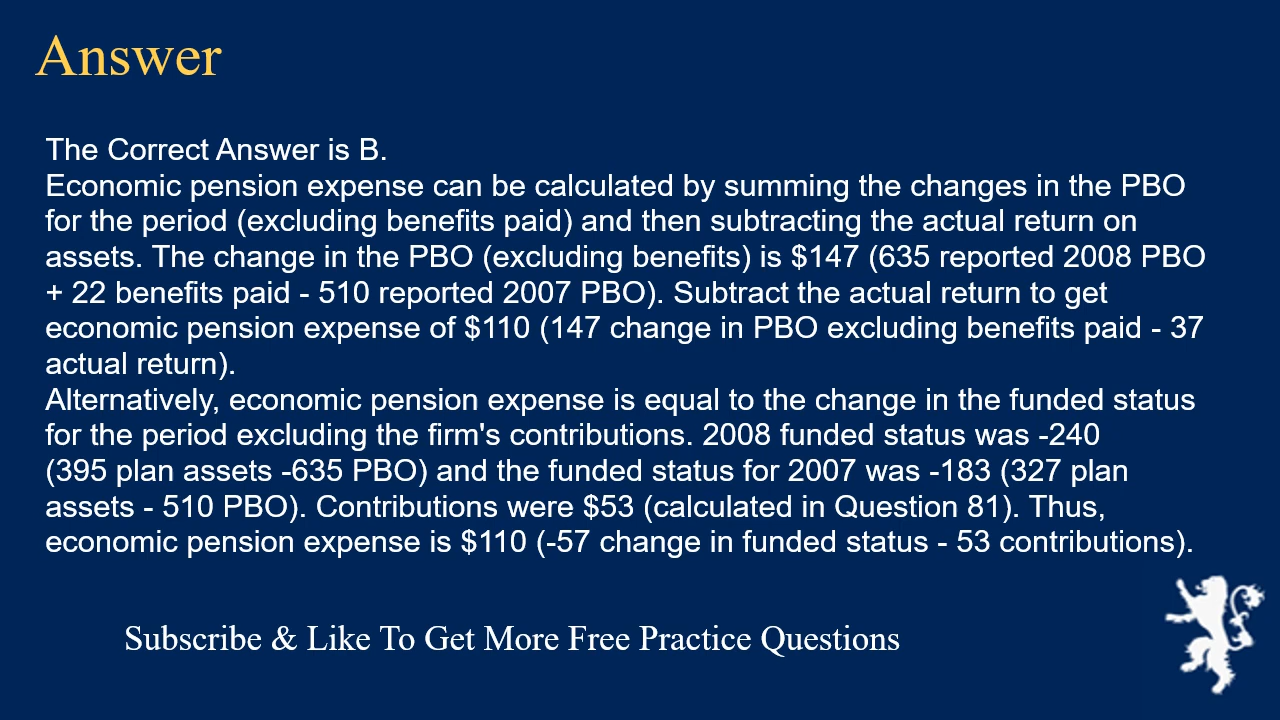 Answer
The Correct Answer is B.
Economic pension expense can be calculated by summing the changes in the PBO
for the period (excluding benefits paid) and then subtracting the actual return on
assets. The change in the PBO (excluding benefits) is $147 (635 reported 2008 PBO
+ 22 benefits paid - 510 reported 2007 PBO). Subtract the actual return to get
economic pension expense of $110 (147 change in PBO excluding benefits paid - 37
actual return).
Alternatively, economic pension expense is equal to the change in the funded status
for the period excluding the firm's contributions. 2008 funded status was -240
(395 plan assets -635 PBO) and the funded status for 2007 was -183 (327 plan
assets - 510 PBO). Contributions were $53 (calculated in Question 81). Thus,
economic pension expense is $110 (-57 change in funded status - 53 contributions).
Subscribe & Like To Get More Free Practice Questions